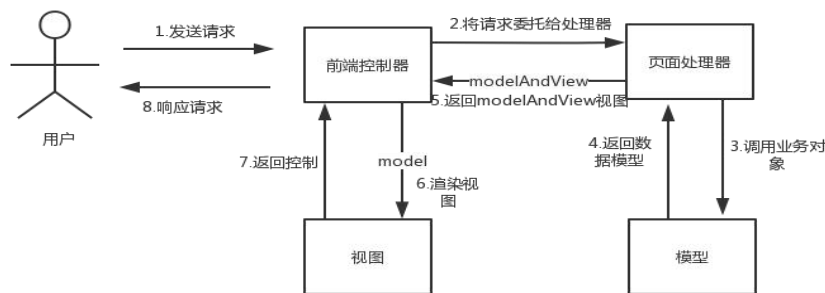 1.发送请求
2.将请求委托给处理器
前端控制器
页面处理器
modelAndView
5.返回modelAndView视图
8.响应请求
用户
4.返回数
据模型
3.调用业务对
象
7.返回控制
model
6.渲染视
图
视图
模型